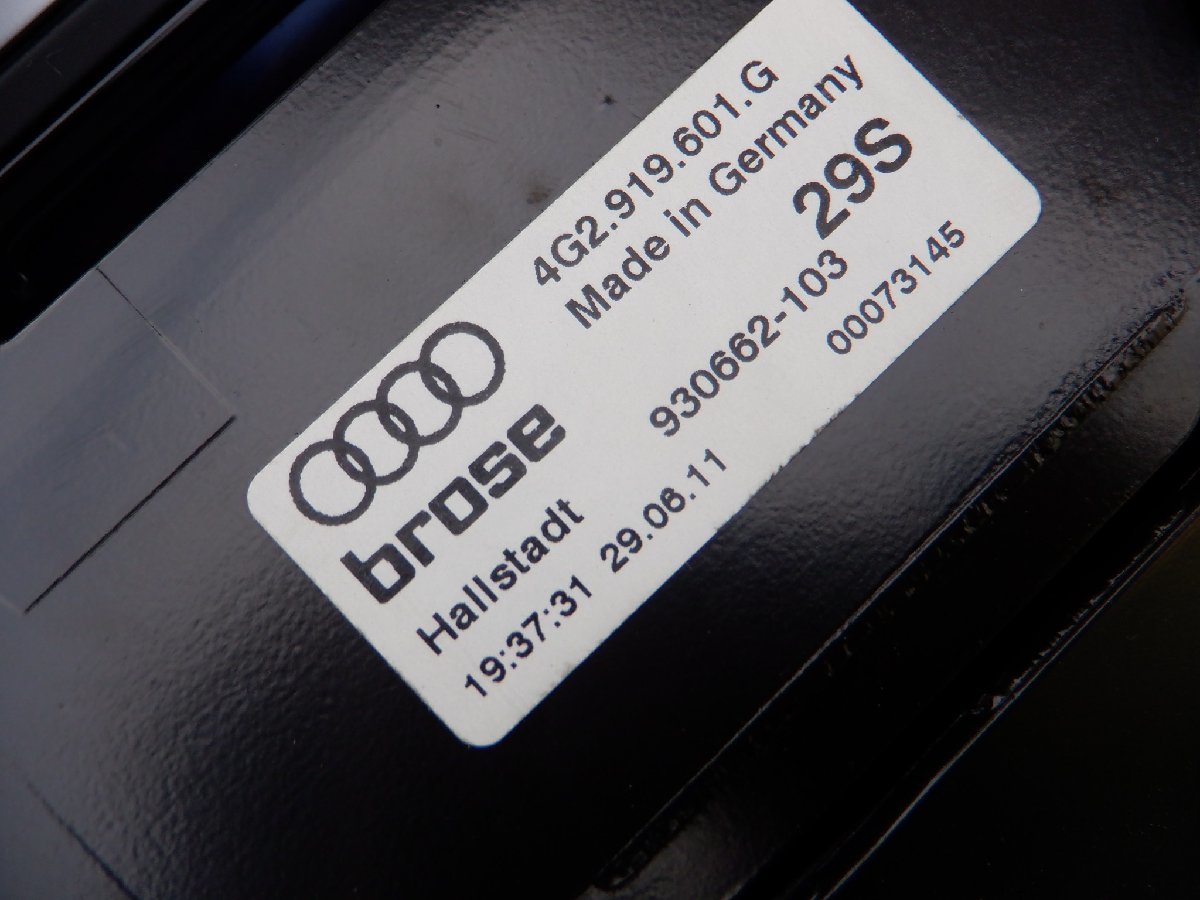 4G2.919.601.G
Made in Germany
29S
brose
930662-103
Hallstadt
00073145
19:37:31 29.06.11